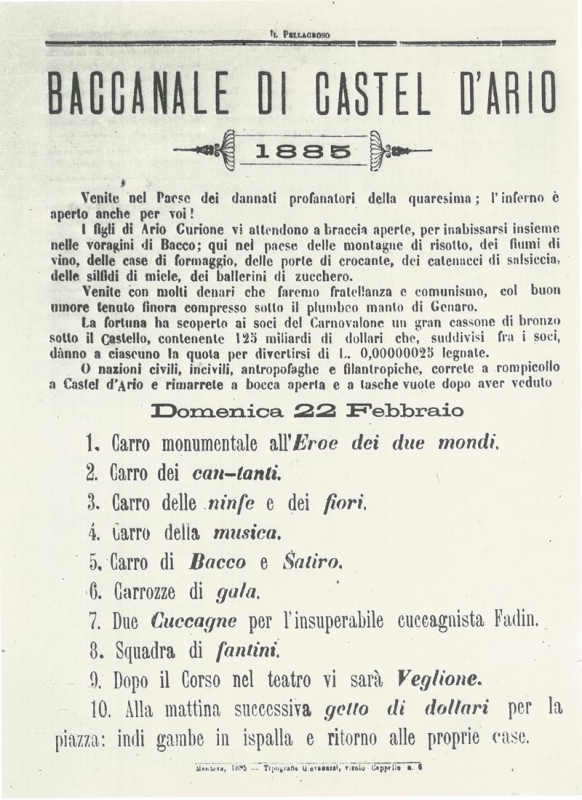 IL PELLAGROSO
BACCANALE DI CASTEL D'ARIO
1885
Venite nel Paese dei dannati profanatori della quaresima; l'inferno è
aperto anche per voi!
I figli di Ario Curione vi attendono a braccia aperte, per inabissarsi insieme
nelle voragini di Bacco; qui nel paese delle montagne di risotto, dei fiumi di
vino, delle case di formaggio, delle porte di crocante, dei catenacci di salsiccia,
delle silfidi di miele, dei ballerini di zucchero.
Venite con molti denari che faremo fratellanza e comunismo, col buon
umore tenuto finora compresso sotto il plumbeo manto di Genaro.
La fortuna ha scoperto ai soci del Carnovalone un gran cassone di bronzo
sotto il Castello, contenente 125 miliardi di dollari che, suddivisi fra i soci,
dànno a ciascuno la quota per divertirsi di L. 0,00000025 legnate.
O nazioni civili, incivili, antropofaghe e filantropiche, correte a rompicollo
a Castel d'Ario e rimarrete a bocca aperta e a tasche vuote dopo aver veduto
Domenica 22 Febbraio
1. Carro monumentale all'Eroe dei due mondi.
2. Carro dei can-tanti.
3. Carro delle ninfe e dei fiori.
4. Carro della musica.
5. Carro di Bacco e Satiro.
6. Carrozze di gala.
7. Due Cuccagne per l'insuperabile cuccagnista Fadin.
8. Squadra di fantini.
9. Dopo il Corso nel teatro vi sarà Veglione.
10. Alla mattina successiva getto di dollari per la
piazza: indi gambe in ispalla e ritorno alle proprie case.
Mantova, 1885 — Tipografia Giovanazzi, vicolo Cappello n. 6